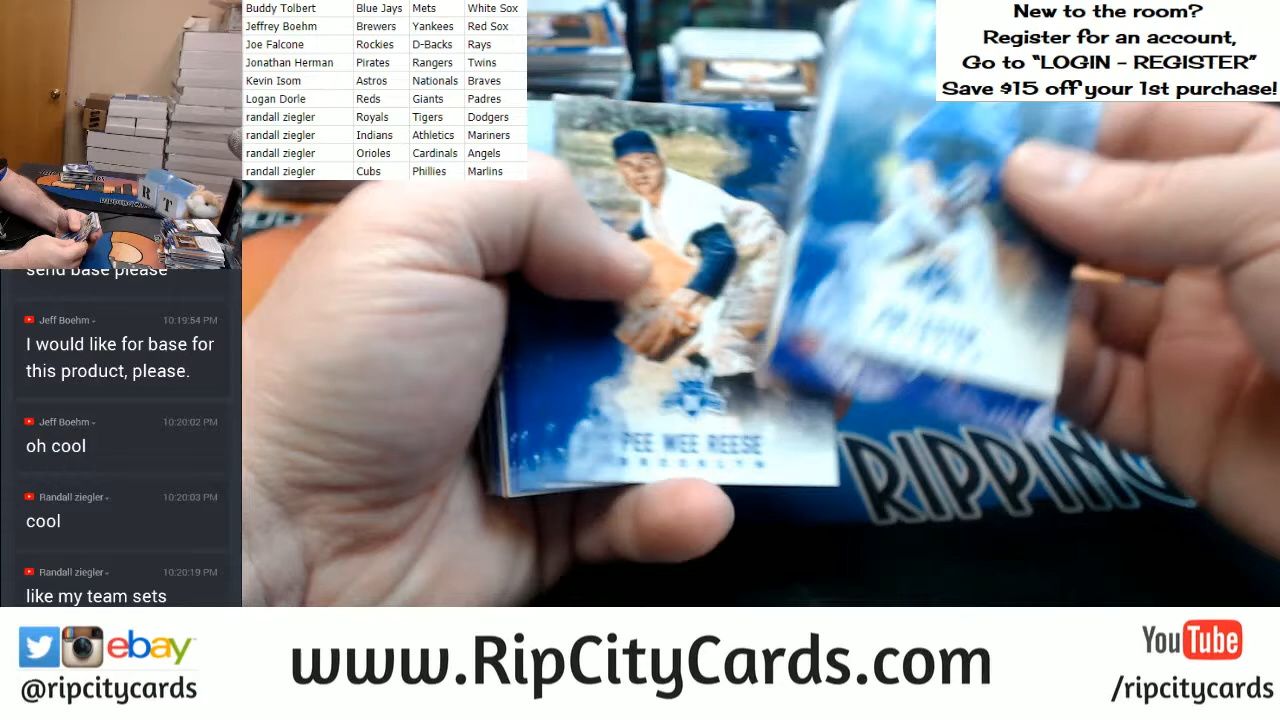 Buddy Tolbert Blue Jays Mets White Sox
Jeffrey Boehm Brewers Yankees Red Sox
Joe Falcone Rockies D-Backs Rays
Jonathan Herman Pirates Rangers Twins
Kevin Isom Astros Nationals Braves
Logan Dorle Reds Giants Padres
randall ziegler Royals Tigers Dodgers
randall ziegler Indians Athletics Mariners
randall ziegler Orioles Cardinals Angels
randall ziegler Cubs Phillies Marlins
New to the room?
Register for an account,
Go to "LOGIN - REGISTER"
Save $15 off your 1st purchase!
R T
send base please
Jeff Boehm 10:19:54 PM
I would like for base for
this product, please.
Jeff Boehm 10:20:02 PM
oh cool
Randall ziegler 10:20:03 PM
cool
Randall ziegler 10:20:19 PM
like my team sets
PEE WEE REESE
BROOKLYN
RIPPIN
ebay
@ripcitycards
www.RipCityCards.com
YouTube
/ripcitycards